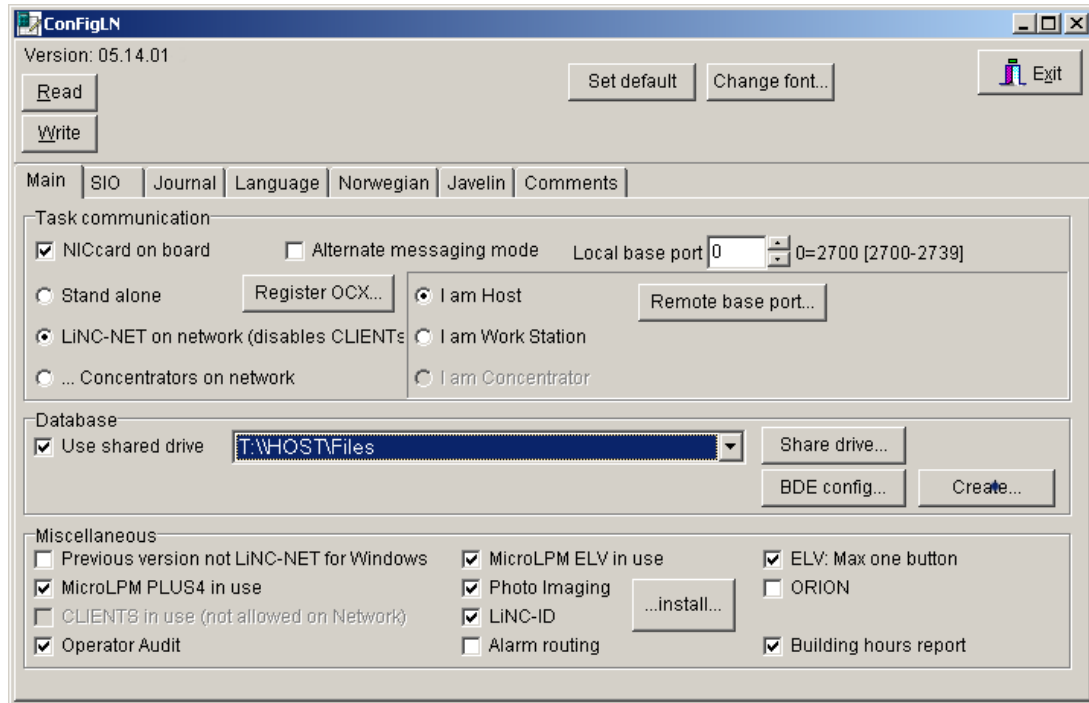 ConFigLN
Version: 05.14.01
Read
Set default Change font... Exit
Write
Main SIO Journal Language Norwegian Javelin Comments
Task communication
NICcard on board Alternate messaging mode Local base port 0 0=2700 [2700-2739]
Stand alone Register OCX... I am Host Remote base port...
LiNC-NET on network (disables CLIENTs I am Work Station
... Concentrators on network I am Concentrator
Database
Use shared drive T:\\HOST\Files Share drive...
BDE config... Create...
Miscellaneous
Previous version not LiNC-NET for Windows MicroLPM ELV in use ELV: Max one button
MicroLPM PLUS4 in use Photo Imaging ...install... ORION
CLIENTS in use (not allowed on Network) LiNC-ID
Operator Audit Alarm routing Building hours report